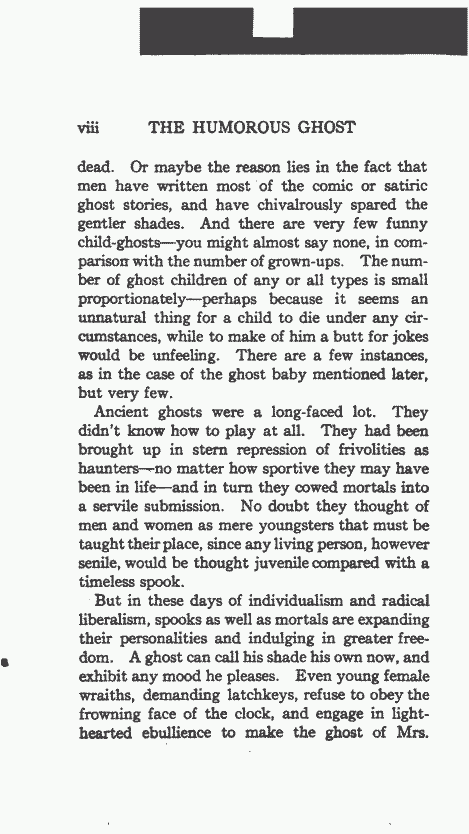 viii THE HUMOROUS GHOST
dead. Or maybe the reason lies in the fact that
men have written most of the comic or satiric
ghost stories, and have chivalrously spared the
gentler shades. And there are very few funny
child-ghosts—you might almost say none, in com-
parison with the number of grown-ups. The num-
ber of ghost children of any or all types is small
proportionately—perhaps because it seems an
unnatural thing for a child to die under any cir-
cumstances, while to make of him a butt for jokes
would be unfeeling. There are a few instances,
as in the case of the ghost baby mentioned later,
but very few.
Ancient ghosts were a long-faced lot. They
didn't know how to play at all. They had been
brought up in stern repression of frivolities as
haunters—no matter how sportive they may have
been in life—and in turn they cowed mortals into
a servile submission. No doubt they thought of
men and women as mere youngsters that must be
taught their place, since any living person, however
senile, would be thought juvenile compared with a
timeless spook.
But in these days of individualism and radical
liberalism, spooks as well as mortals are expanding
their personalities and indulging in greater free-
dom. A ghost can call his shade his own now, and
exhibit any mood he pleases. Even young female
wraiths, demanding latchkeys, refuse to obey the
frowning face of the clock, and engage in light-
hearted ebullience to make the ghost of Mrs.